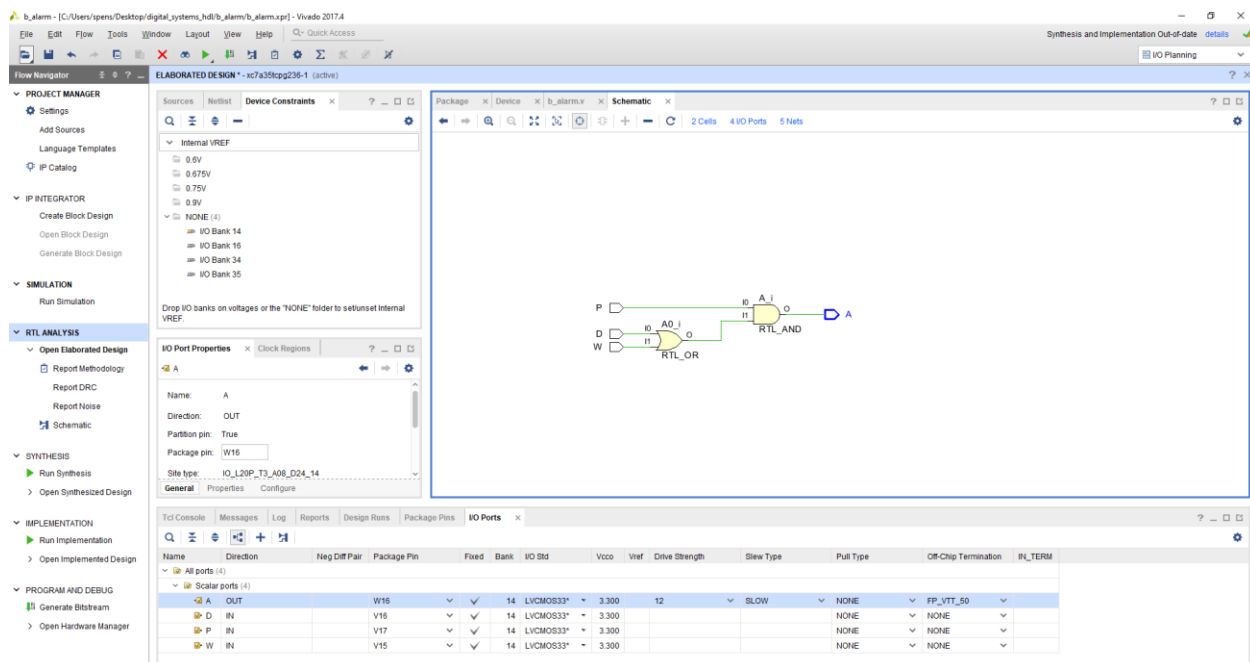 b_alarm - [C:/Users/spens/Desktop/digital_systems_hdl/b_alarm/b_alarm.xpr] - Vivado 2017.4
File Edit Flow Tools Window Layout View Help Quick Access
Synthesis and Implementation Out-of-date details
I/O Planning
Flow Navigator
PROJECT MANAGER
Settings
Add Sources
Language Templates
IP Catalog
IP INTEGRATOR
Create Block Design
Open Block Design
Generate Block Design
SIMULATION
Run Simulation
RTL ANALYSIS
Open Elaborated Design
Report Methodology
Report DRC
Report Noise
Schematic
SYNTHESIS
Run Synthesis
Open Synthesized Design
IMPLEMENTATION
Run Implementation
Open Implemented Design
PROGRAM AND DEBUG
Generate Bitstream
Open Hardware Manager
ELABORATED DESIGN * - xc7a35tcpg236-1 (active)
Sources Netlist Device Constraints
Internal VREF
0.6V
0.675V
0.75V
0.9V
NONE (4)
I/O Bank 14
I/O Bank 16
I/O Bank 34
I/O Bank 35
Drop I/O banks on voltages or the "NONE" folder to set/unset Internal
VREF.
I/O Port Properties Clock Regions
A
Name: A
Direction: OUT
Partition pin: True
Package pin: W16
Site type: IO_L20P_T3_A08_D24_14
General Properties Configure
Package Device b_alarm.v Schematic
2 Cells 4 I/O Ports 5 Nets
P
D
W
A0_i
I0
I1
O
RTL_OR
A_i
I0
I1
O
RTL_AND
A
Tcl Console Messages Log Reports Design Runs Package Pins I/O Ports
Name Direction Neg Diff Pair Package Pin Fixed Bank I/O Std Vcco Vref Drive Strength Slew Type Pull Type Off-Chip Termination IN_TERM
All ports (4)
Scalar ports (4)
A OUT W16 14 LVCMOS33* 3.300 12 SLOW NONE FP_VTT_50
D IN V16 14 LVCMOS33* 3.300 NONE NONE
P IN V17 14 LVCMOS33* 3.300 NONE NONE
W IN V15 14 LVCMOS33* 3.300 NONE NONE